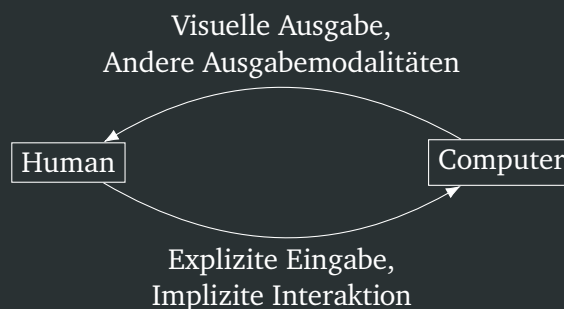 Visuelle Ausgabe,
Andere Ausgabemodalitäten
Human
Computer
Explizite Eingabe,
Implizite Interaktion